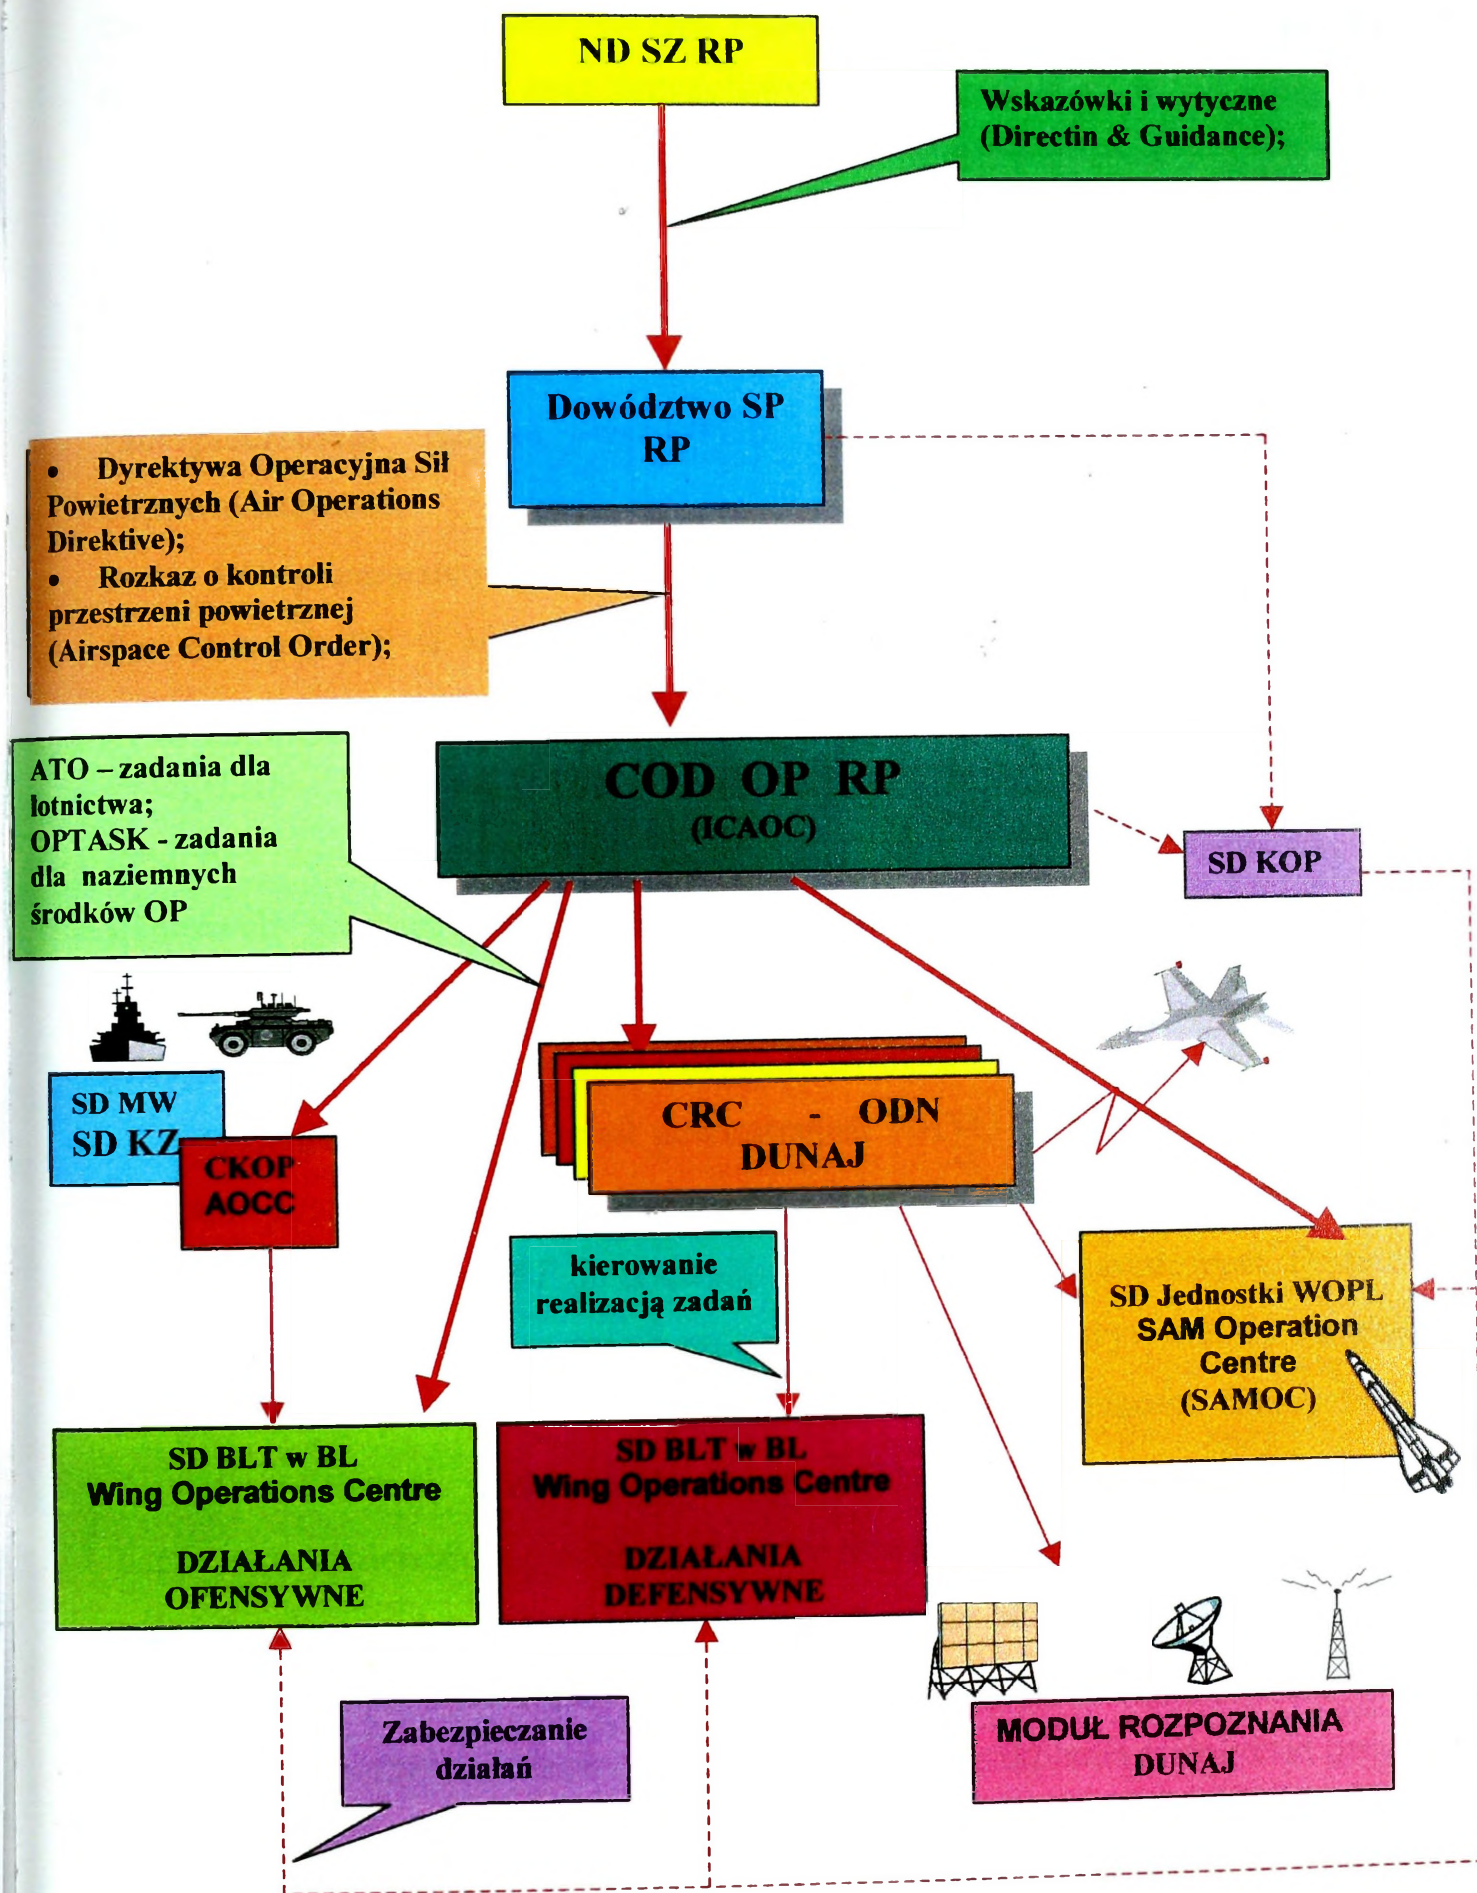 ND SZ RP
Wskazówki i wytyczne
(Directin & Guidance);
Dowództwo SP
RP
• Dyrektywa Operacyjna Sił
Powietrznych (Air Operations
Direktive);
• Rozkaz o kontroli
przestrzeni powietrznej
(Airspace Control Order);
COD OP RP
(ICAOC)
ATO – zadania dla
lotnictwa;
OPTASK - zadania
dla naziemnych
środków OP
SD KOP
SD MW
SD KZ
CKOP
AOCC
CRC - ODN
DUNAJ
kierowanie
realizacją zadań
SD Jednostki WOPL
SAM Operation
Centre
(SAMOC)
SD BLT w BL
Wing Operations Centre
DZIAŁANIA
OFENSYWNE
SD BLT w BL
Wing Operations Centre
DZIAŁANIA
DEFENSYWNE
Zabezpieczanie
działań
MODUŁ ROZPOZNANIA
DUNAJ